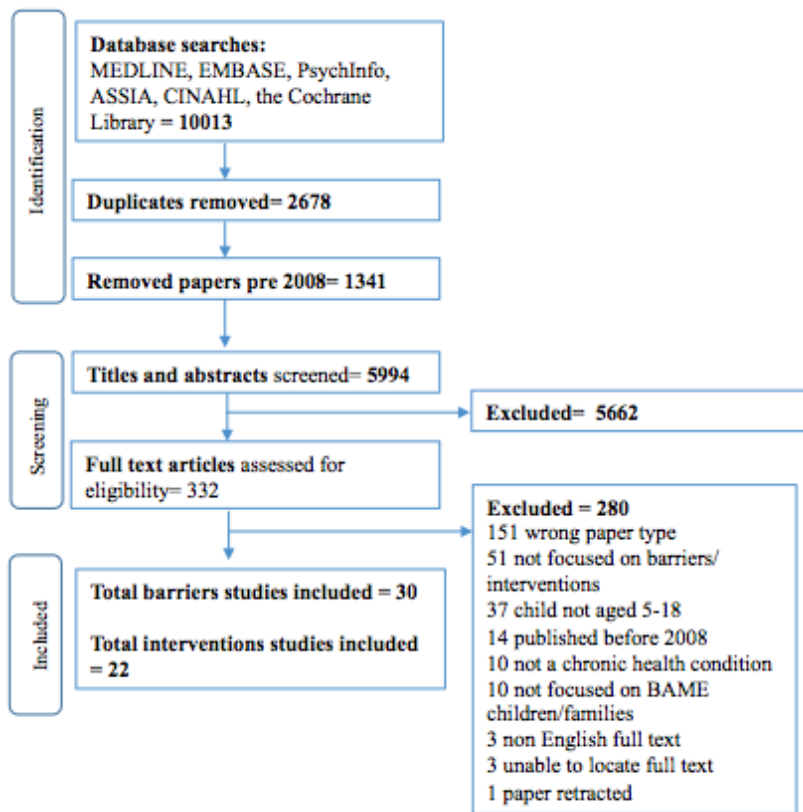 Identification
Database searches:
MEDLINE, EMBASE, PsychInfo,
ASSIA, CINAHL, the Cochrane
Library = 10013
Duplicates removed= 2678
Removed papers pre 2008= 1341
Screening
Titles and abstracts screened= 5994
Excluded= 5662
Full text articles assessed for
eligibility= 332
Excluded = 280
151 wrong paper type
51 not focused on barriers/
interventions
37 child not aged 5-18
14 published before 2008
10 not a chronic health condition
10 not focused on BAME
children/families
3 non English full text
3 unable to locate full text
1 paper retracted
Included
Total barriers studies included = 30
Total interventions studies included
= 22